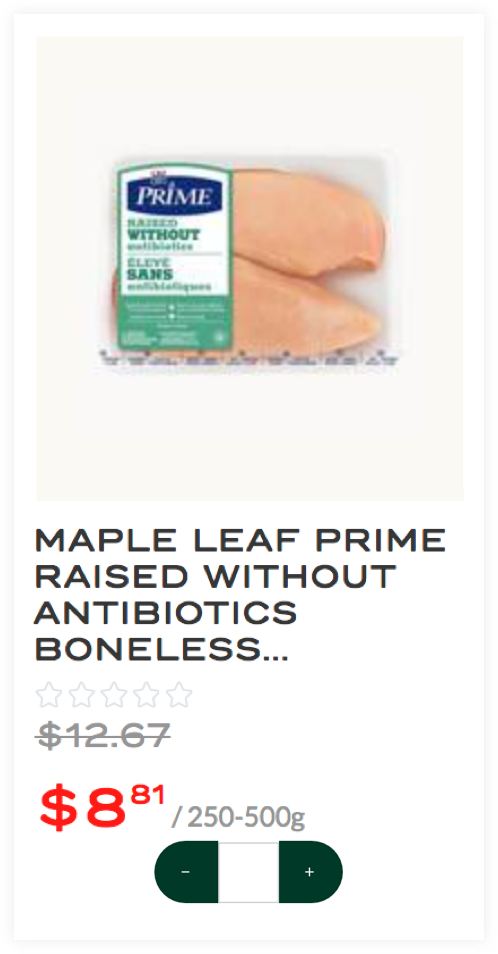 PRIME
RAISED
WITHOUT
antibiotics
ÉLEVÉ
SANS
antibiotiques
MAPLE LEAF PRIME
RAISED WITHOUT
ANTIBIOTICS
BONELESS...
$12.67
$8 81 / 250-500g
- +